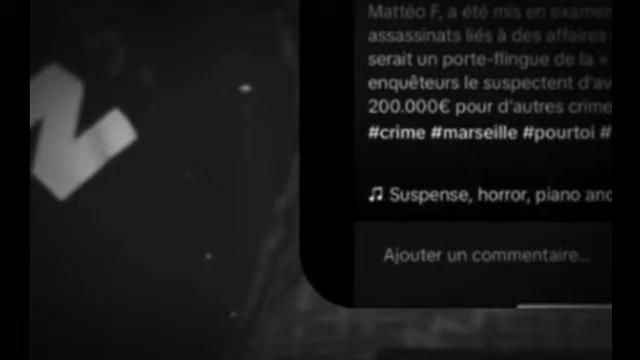 Mattéo F, a été mis en examen
assassinats liés à des affaires
serait un porte-flingue de la «
enquêteurs le suspectent d'av
200.000€ pour d'autres crime
#crime #marseille #pourtoi #
Suspense, horror, piano and
Ajouter un commentaire...